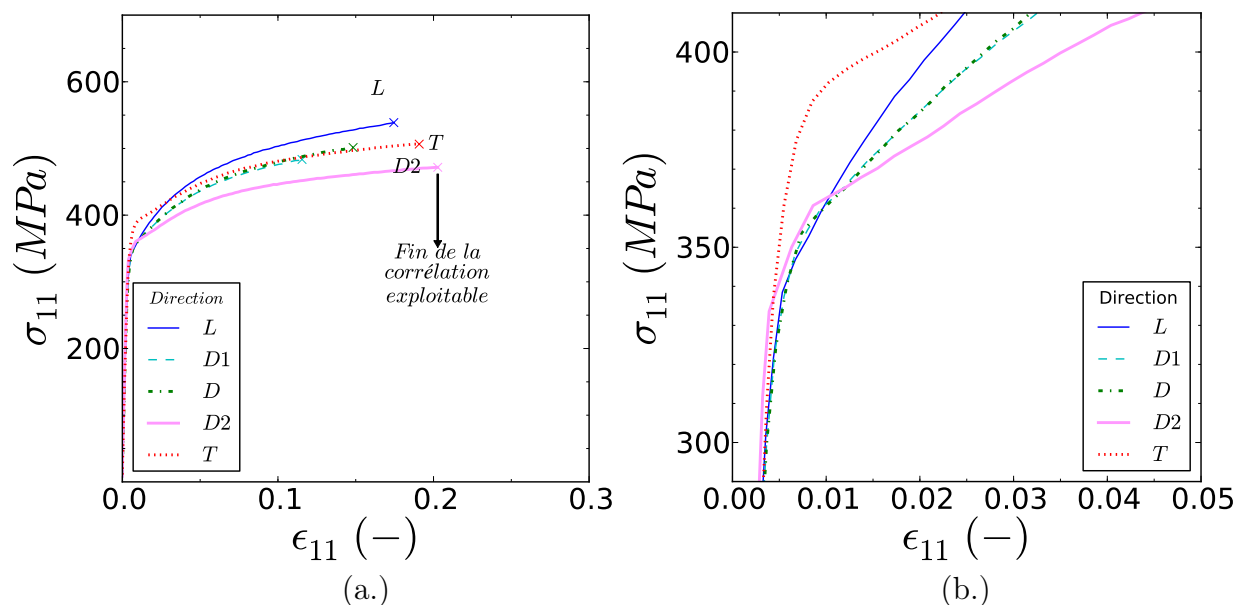 600
400
200
0.0
0.1
0.2
0.3
σ11 (MPa)
ϵ11 (−)
L
T
D2
Fin de la
corrélation
exploitable
Direction
L
D1
D
D2
T
(a.)
400
350
300
0.00
0.01
0.02
0.03
0.04
0.05
σ11 (MPa)
ϵ11 (−)
Direction
L
D1
D
D2
T
(b.)